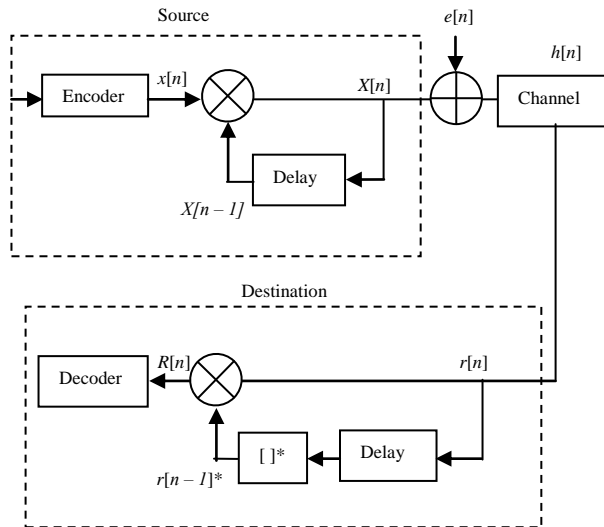 Source
e[n]
h[n]
Encoder
x[n]
X[n]
Channel
Delay
X[n – 1]
Destination
Decoder
R[n]
r[n]
[ ]*
Delay
r[n – 1]*